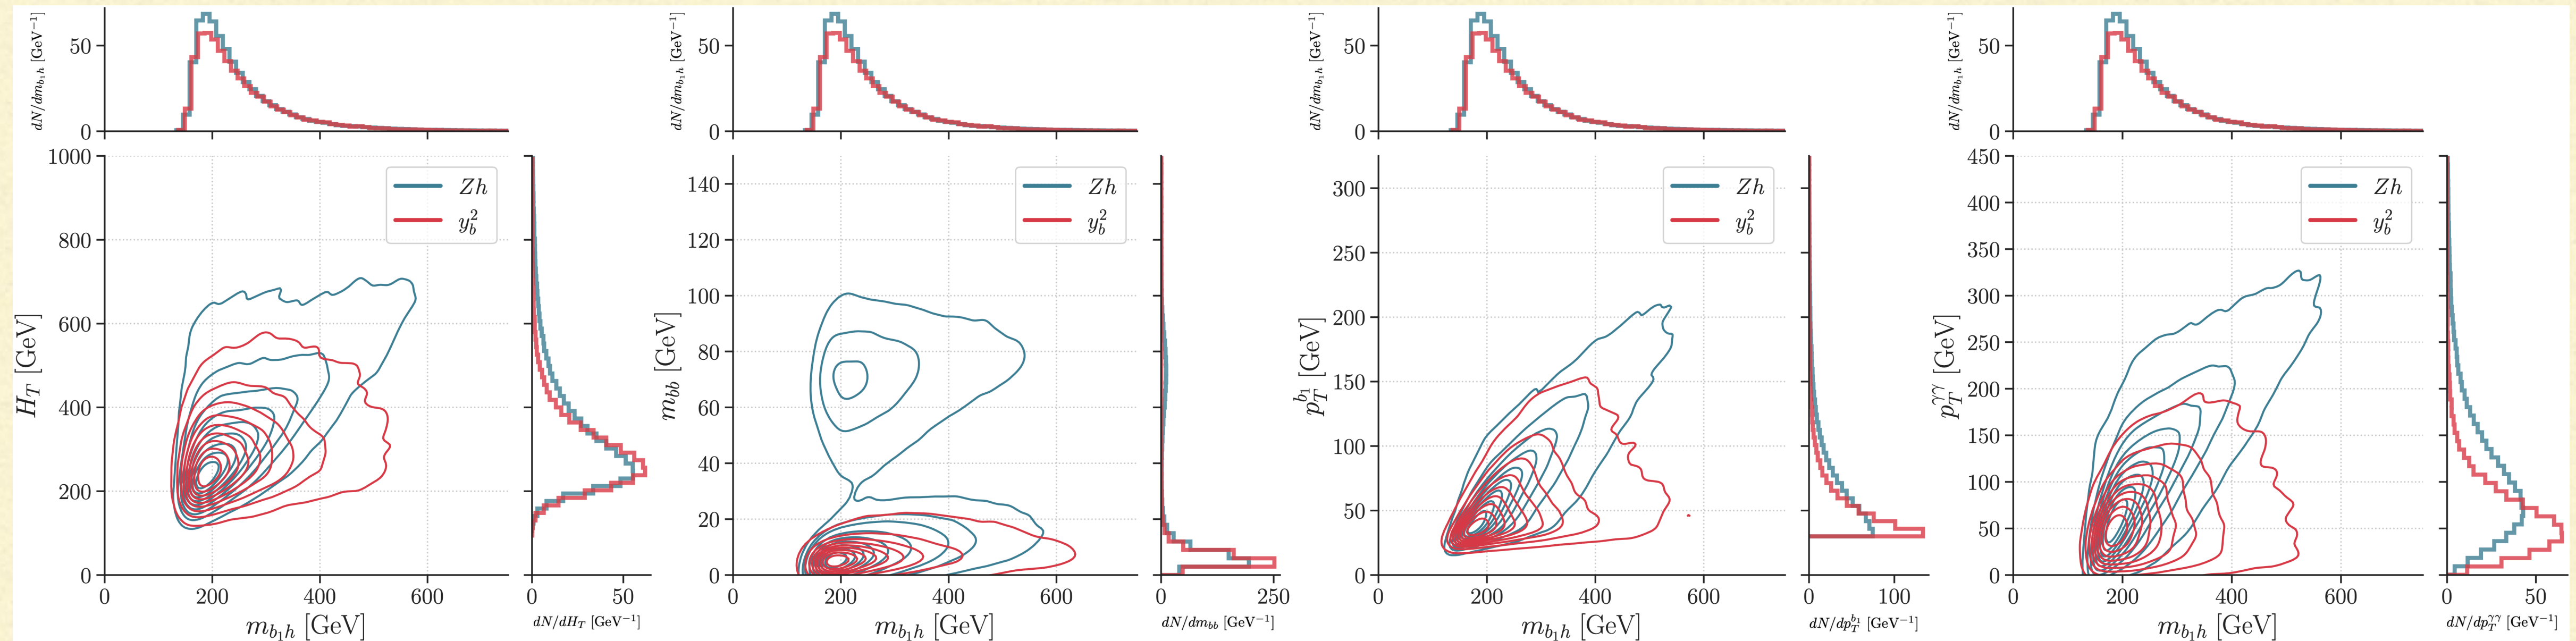 dN/dm_{b_1h} [GeV⁻¹]
50
0
H_T [GeV]
1000
800
600
400
200
0
Zh
y_b^2
0 200 400 600
m_{b_1h} [GeV]
0 50
dN/dH_T [GeV⁻¹]
dN/dm_{b_1h} [GeV⁻¹]
50
0
m_{bb} [GeV]
140
120
100
80
60
40
20
0
Zh
y_b^2
0 200 400 600
m_{b_1h} [GeV]
0 250
dN/dm_{bb} [GeV⁻¹]
dN/dm_{b_1h} [GeV⁻¹]
50
0
p_T^{b_1} [GeV]
300
250
200
150
100
50
0
Zh
y_b^2
0 200 400 600
m_{b_1h} [GeV]
0 100
dN/dp_T^{b_1} [GeV⁻¹]
dN/dm_{b_1h} [GeV⁻¹]
50
0
p_T^{γγ} [GeV]
450
400
350
300
250
200
150
100
50
0
Zh
y_b^2
0 200 400 600
m_{b_1h} [GeV]
0 50
dN/dp_T^{γγ} [GeV⁻¹]